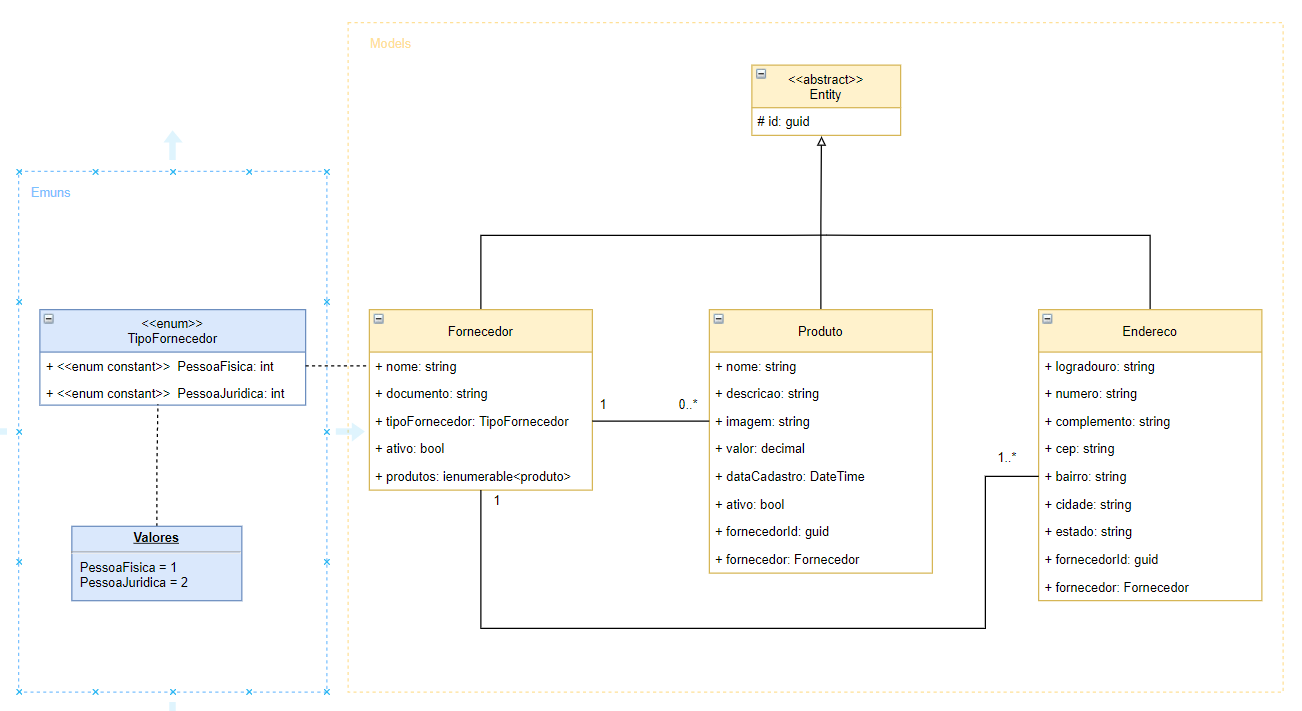 Models
<<abstract>>
Entity
# id: guid
Emuns
<<enum>>
TipoFornecedor
+ <<enum constant>> PessoaFisica: int
+ <<enum constant>> PessoaJuridica: int
Valores
PessoaFisica = 1
PessoaJuridica = 2
Fornecedor
+ nome: string
+ documento: string
+ tipoFornecedor: TipoFornecedor
+ ativo: bool
+ produtos: ienumerable<produto>
1
0..*
1
Produto
+ nome: string
+ descricao: string
+ imagem: string
+ valor: decimal
+ dataCadastro: DateTime
+ ativo: bool
+ fornecedorId: guid
+ fornecedor: Fornecedor
1..*
Endereco
+ logradouro: string
+ numero: string
+ complemento: string
+ cep: string
+ bairro: string
+ cidade: string
+ estado: string
+ fornecedorId: guid
+ fornecedor: Fornecedor